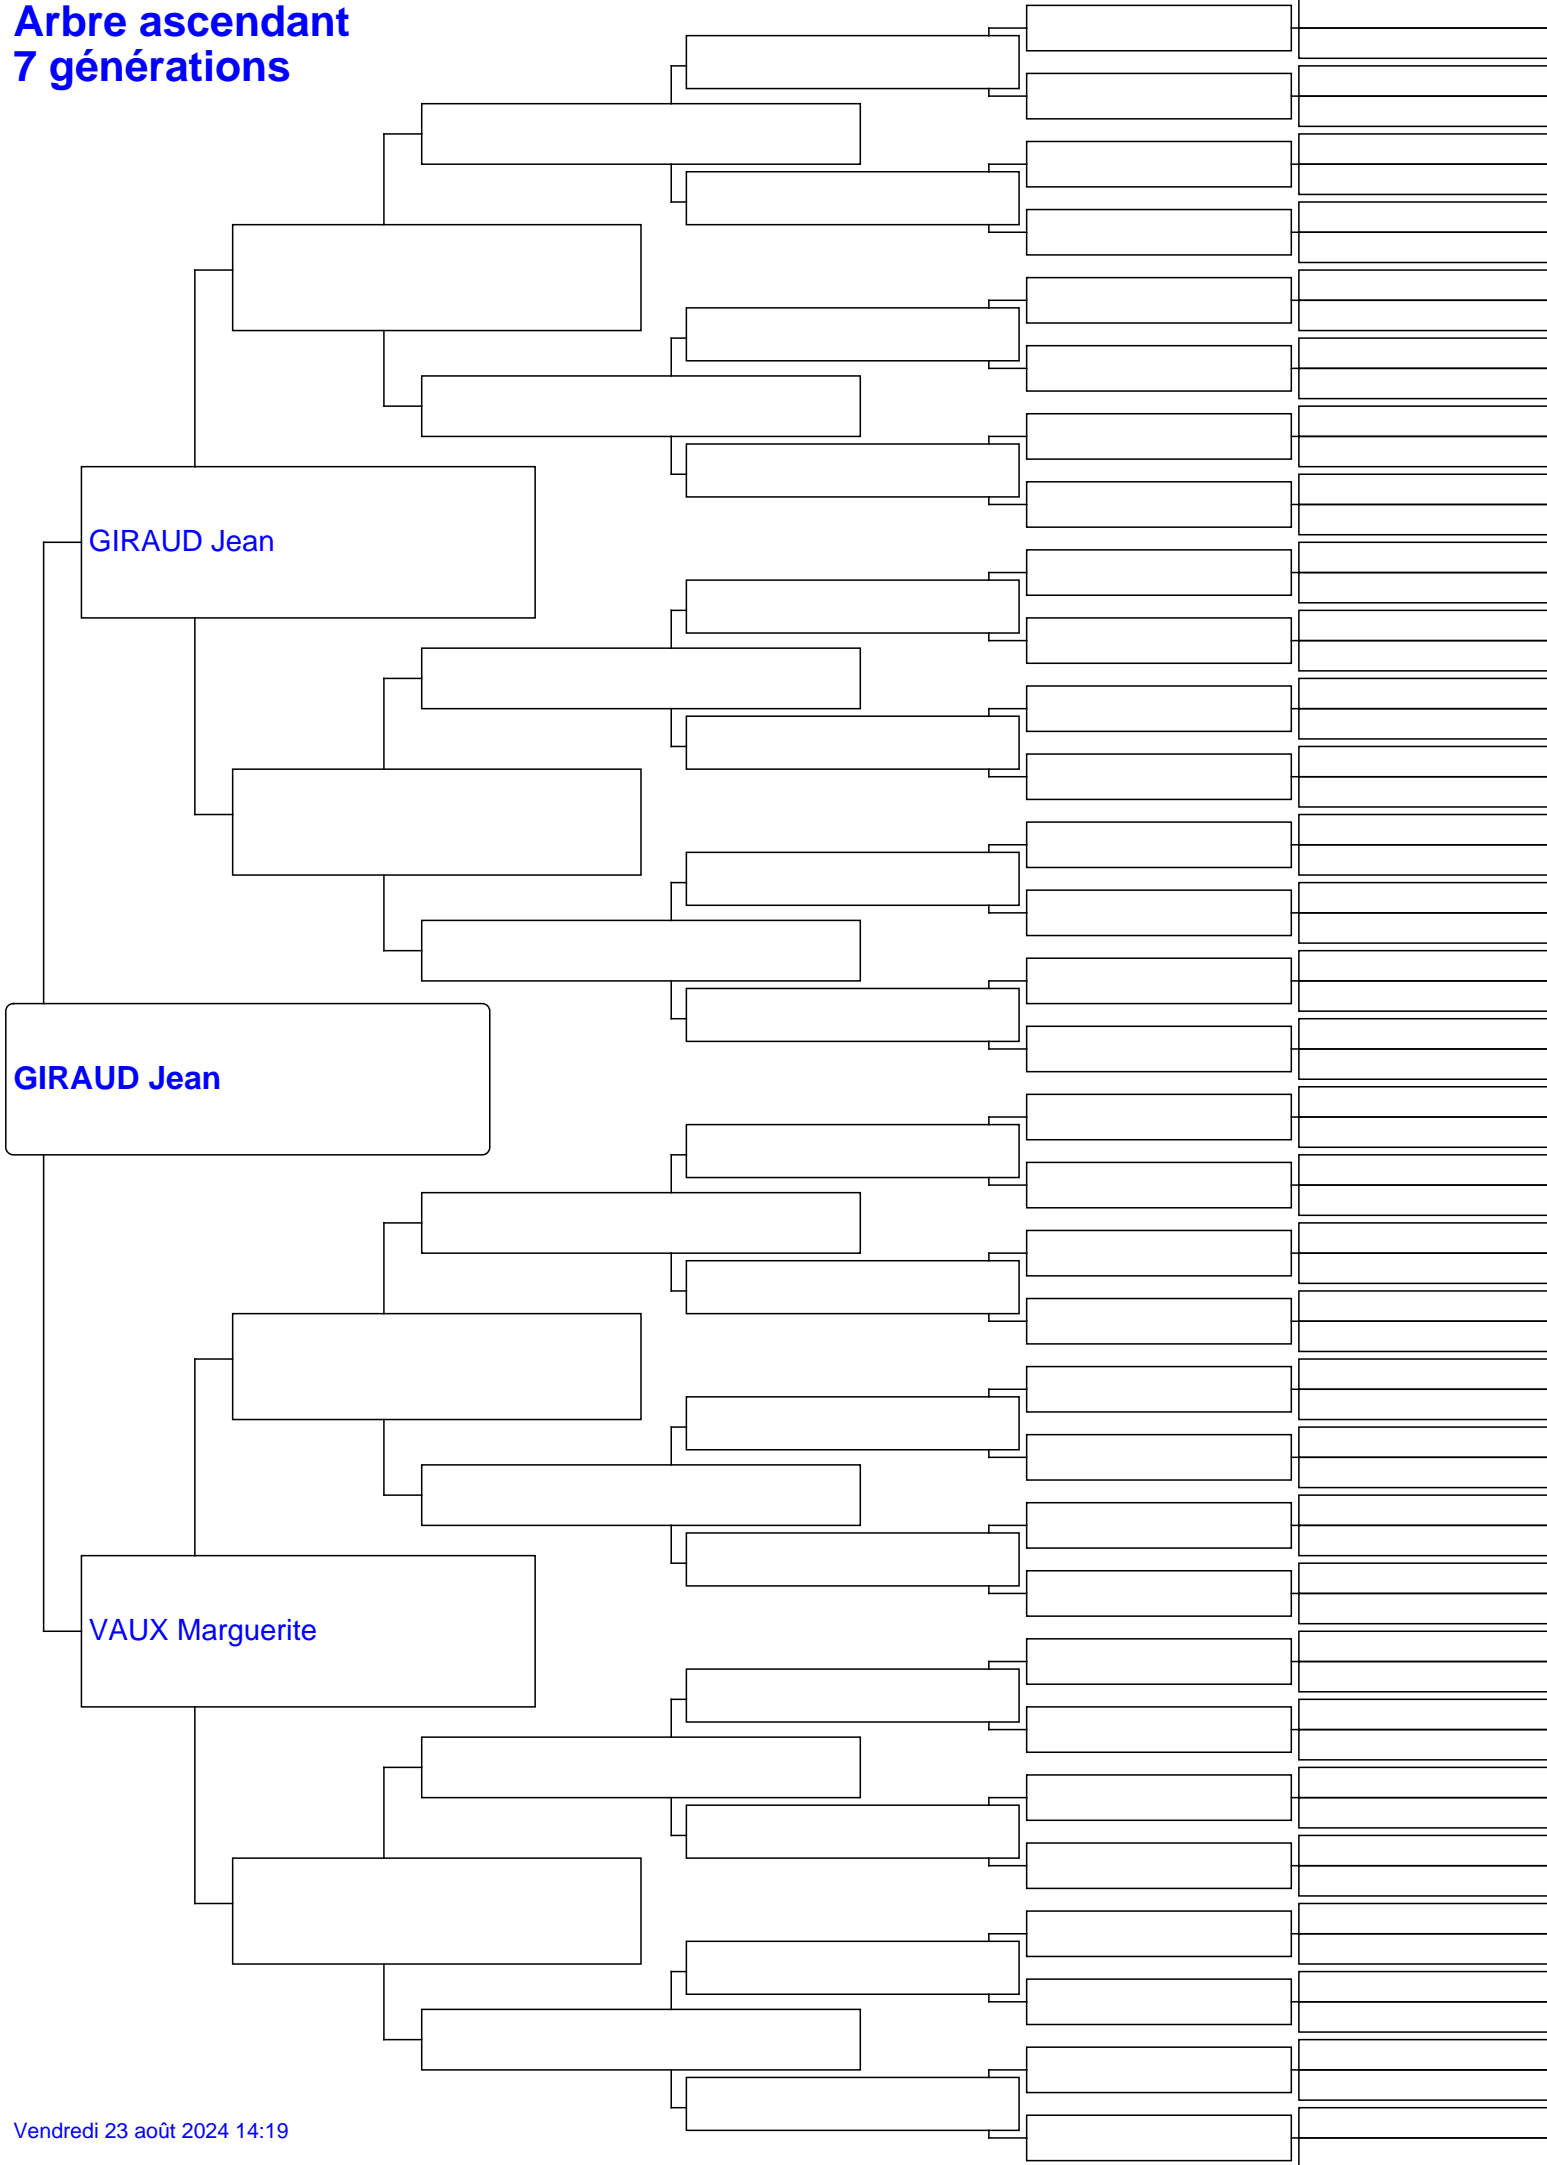 Arbre ascendant
7 générations
GIRAUD Jean
GIRAUD Jean
VAUX Marguerite
Vendredi 23 août 2024 14:19